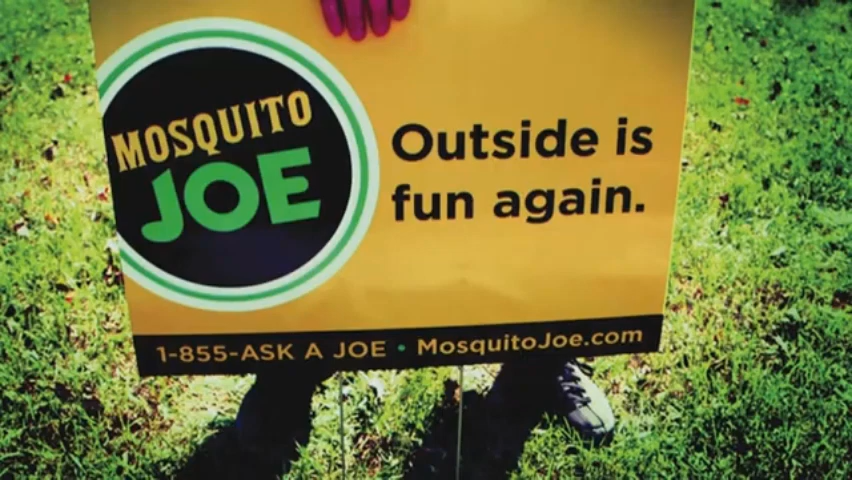 MOSQUITO
JOE
Outside is
fun again.
1-855-ASK A JOE • MosquitoJoe.com